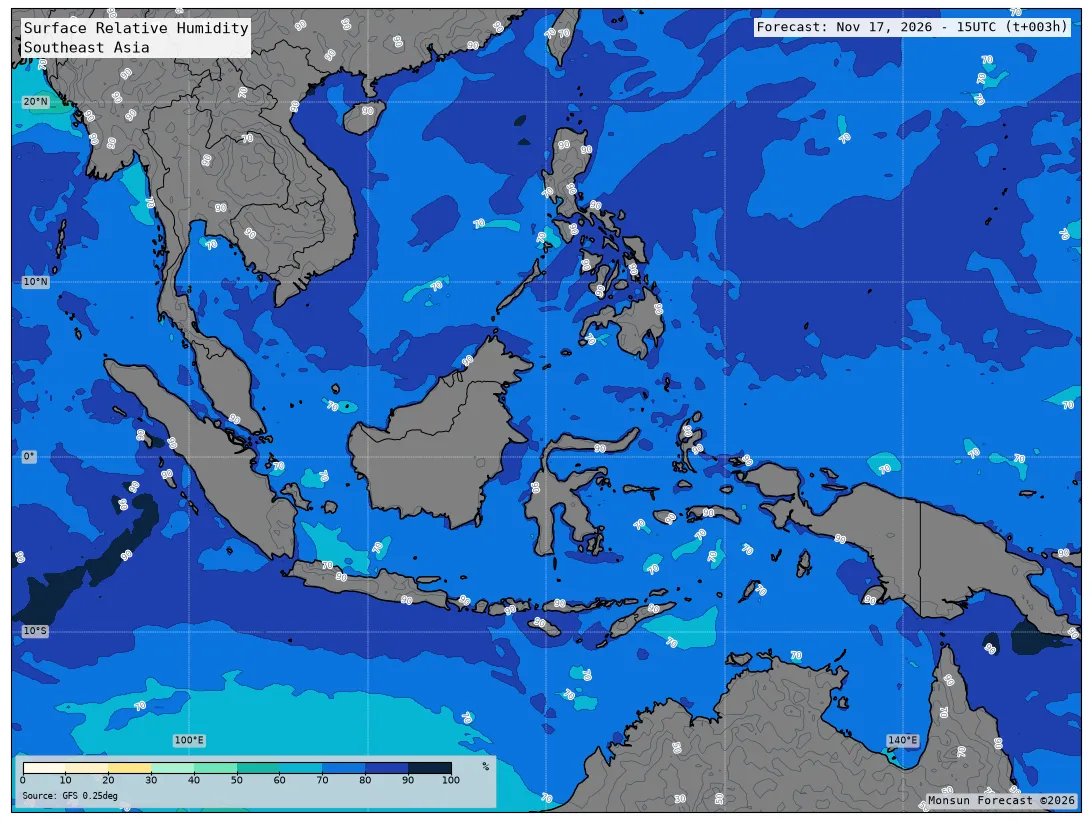 Surface Relative Humidity
Southeast Asia
Forecast: Nov 17, 2026 - 15UTC (t+003h)
20°N
10°N
0°
10°S
100°E
140°E
0 10 20 30 40 50 60 70 80 90 100
%
Source: GFS 0.25deg
Monsun Forecast ©2026